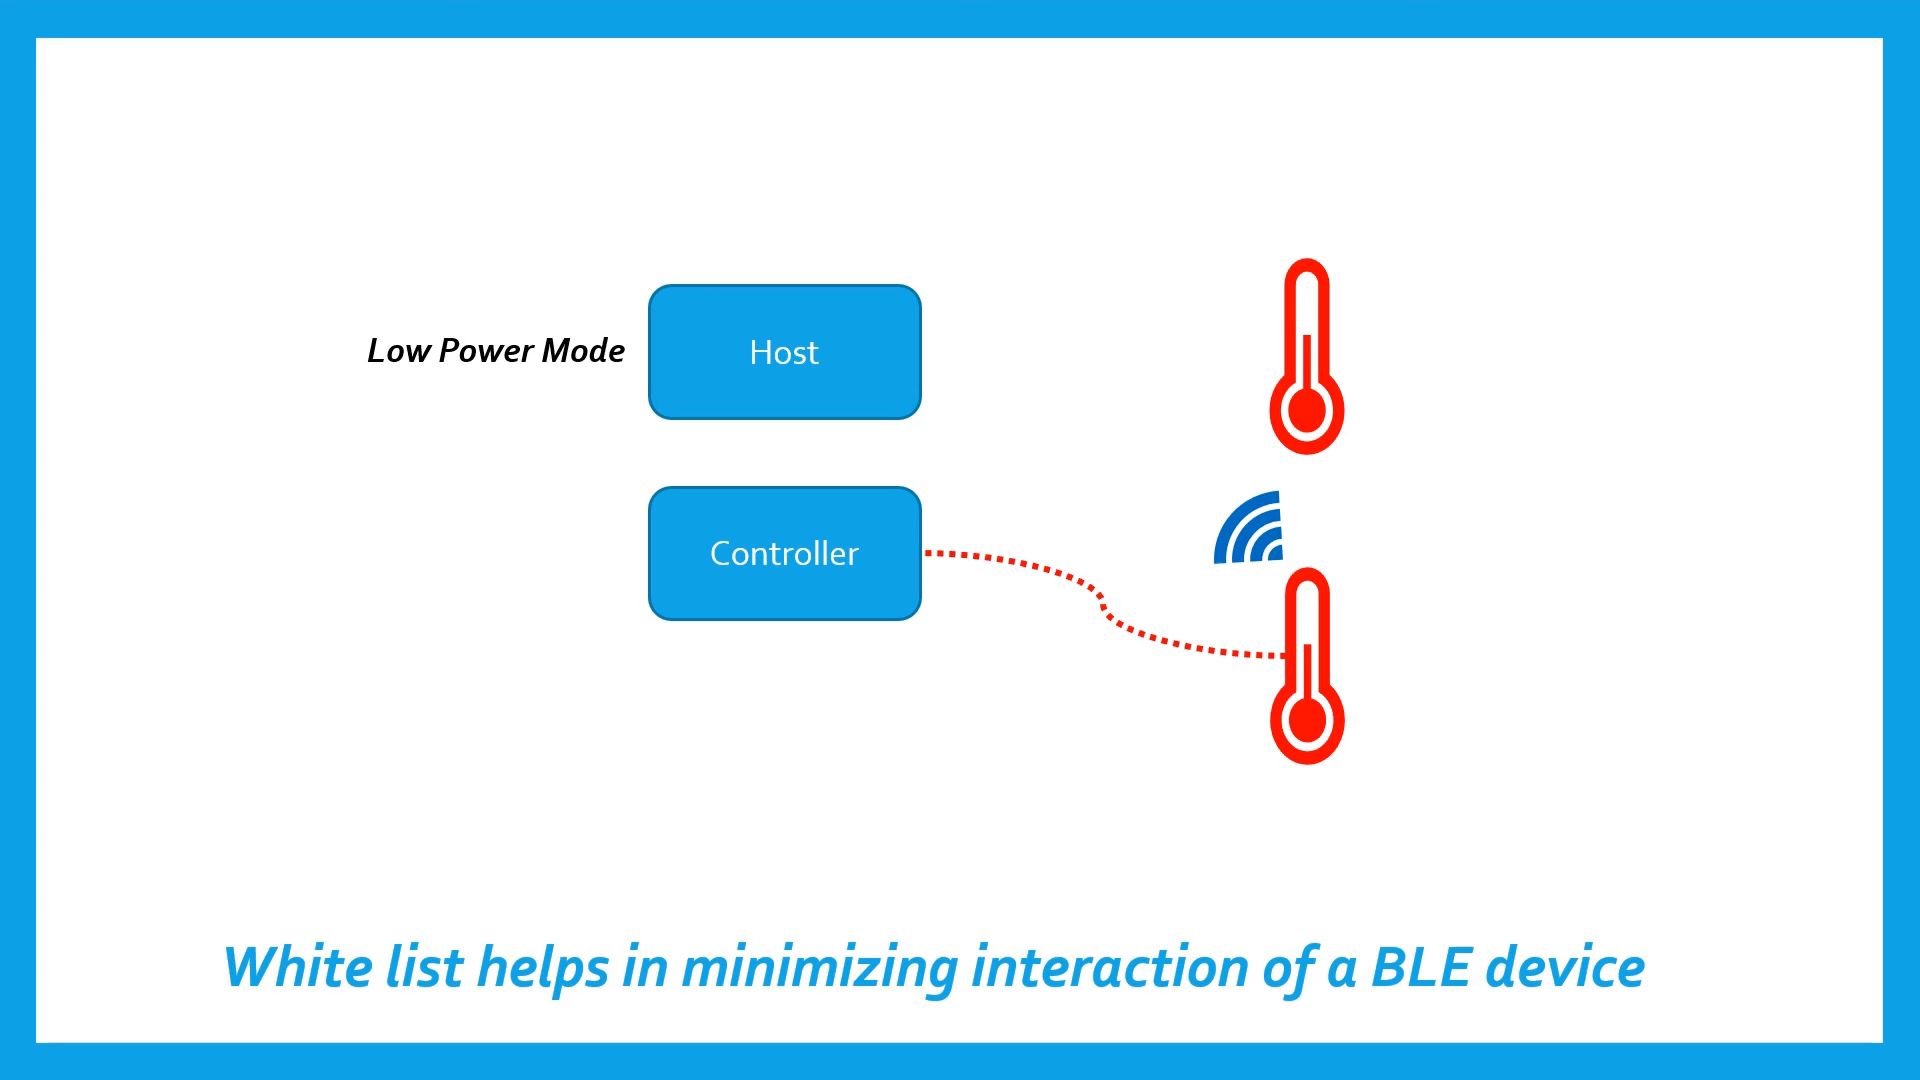 Low Power Mode
Host
Controller
White list helps in minimizing interaction of a BLE device